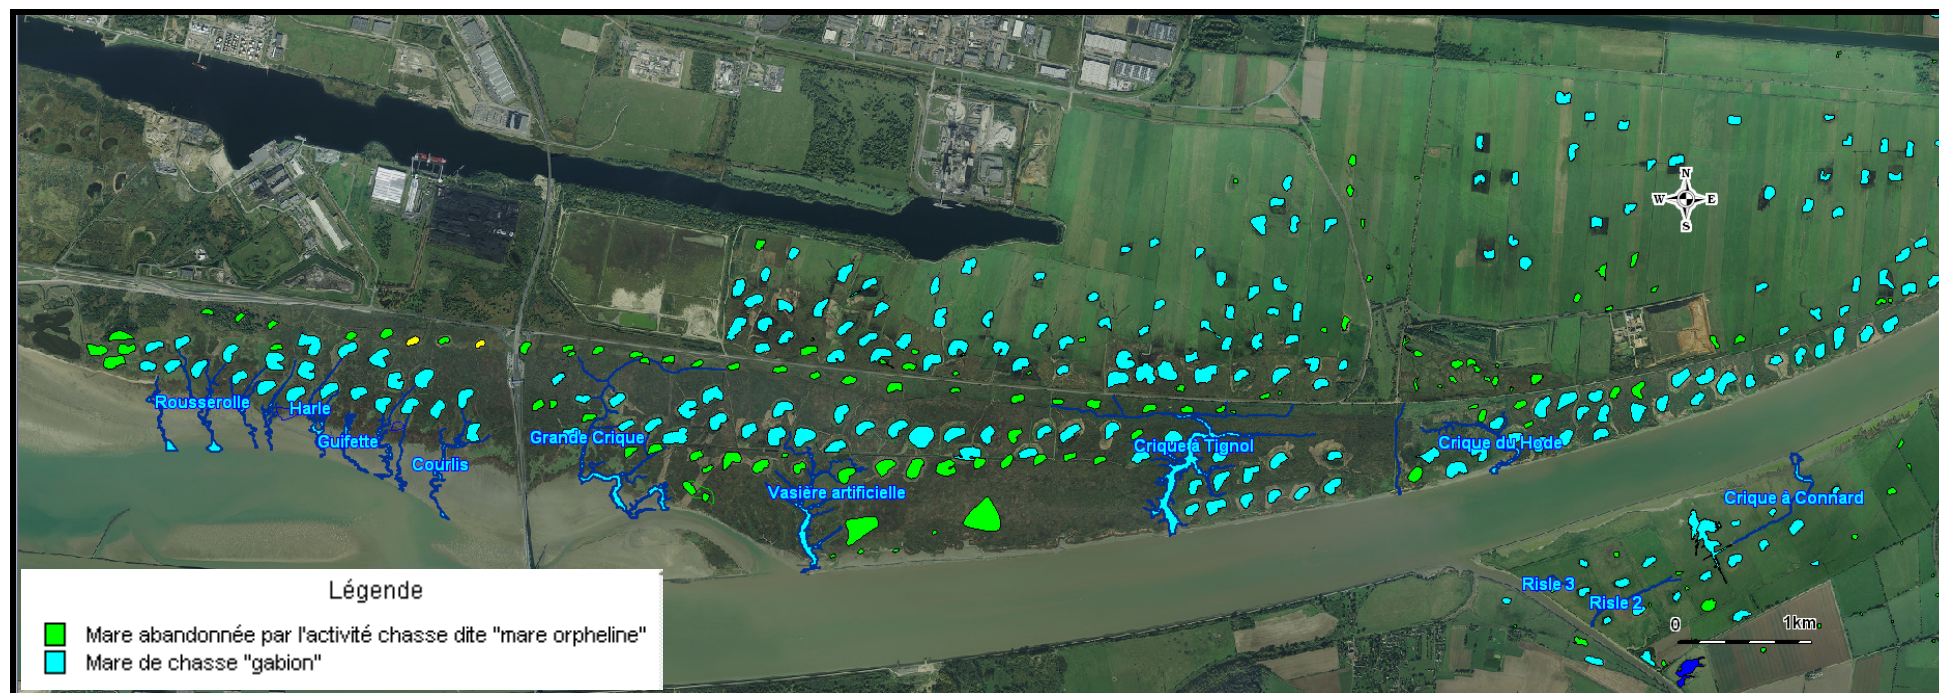 N
W E
S
Rousserolle
Harle
Guifette
Grande Crique
Courlis
Crique à Tignol
Crique du Hode
Vasière artificielle
Crique à Connard
Risle 3
Risle 2
0 1km
Légende
Mare abandonnée par l'activité chasse dite "mare orpheline"
Mare de chasse "gabion"